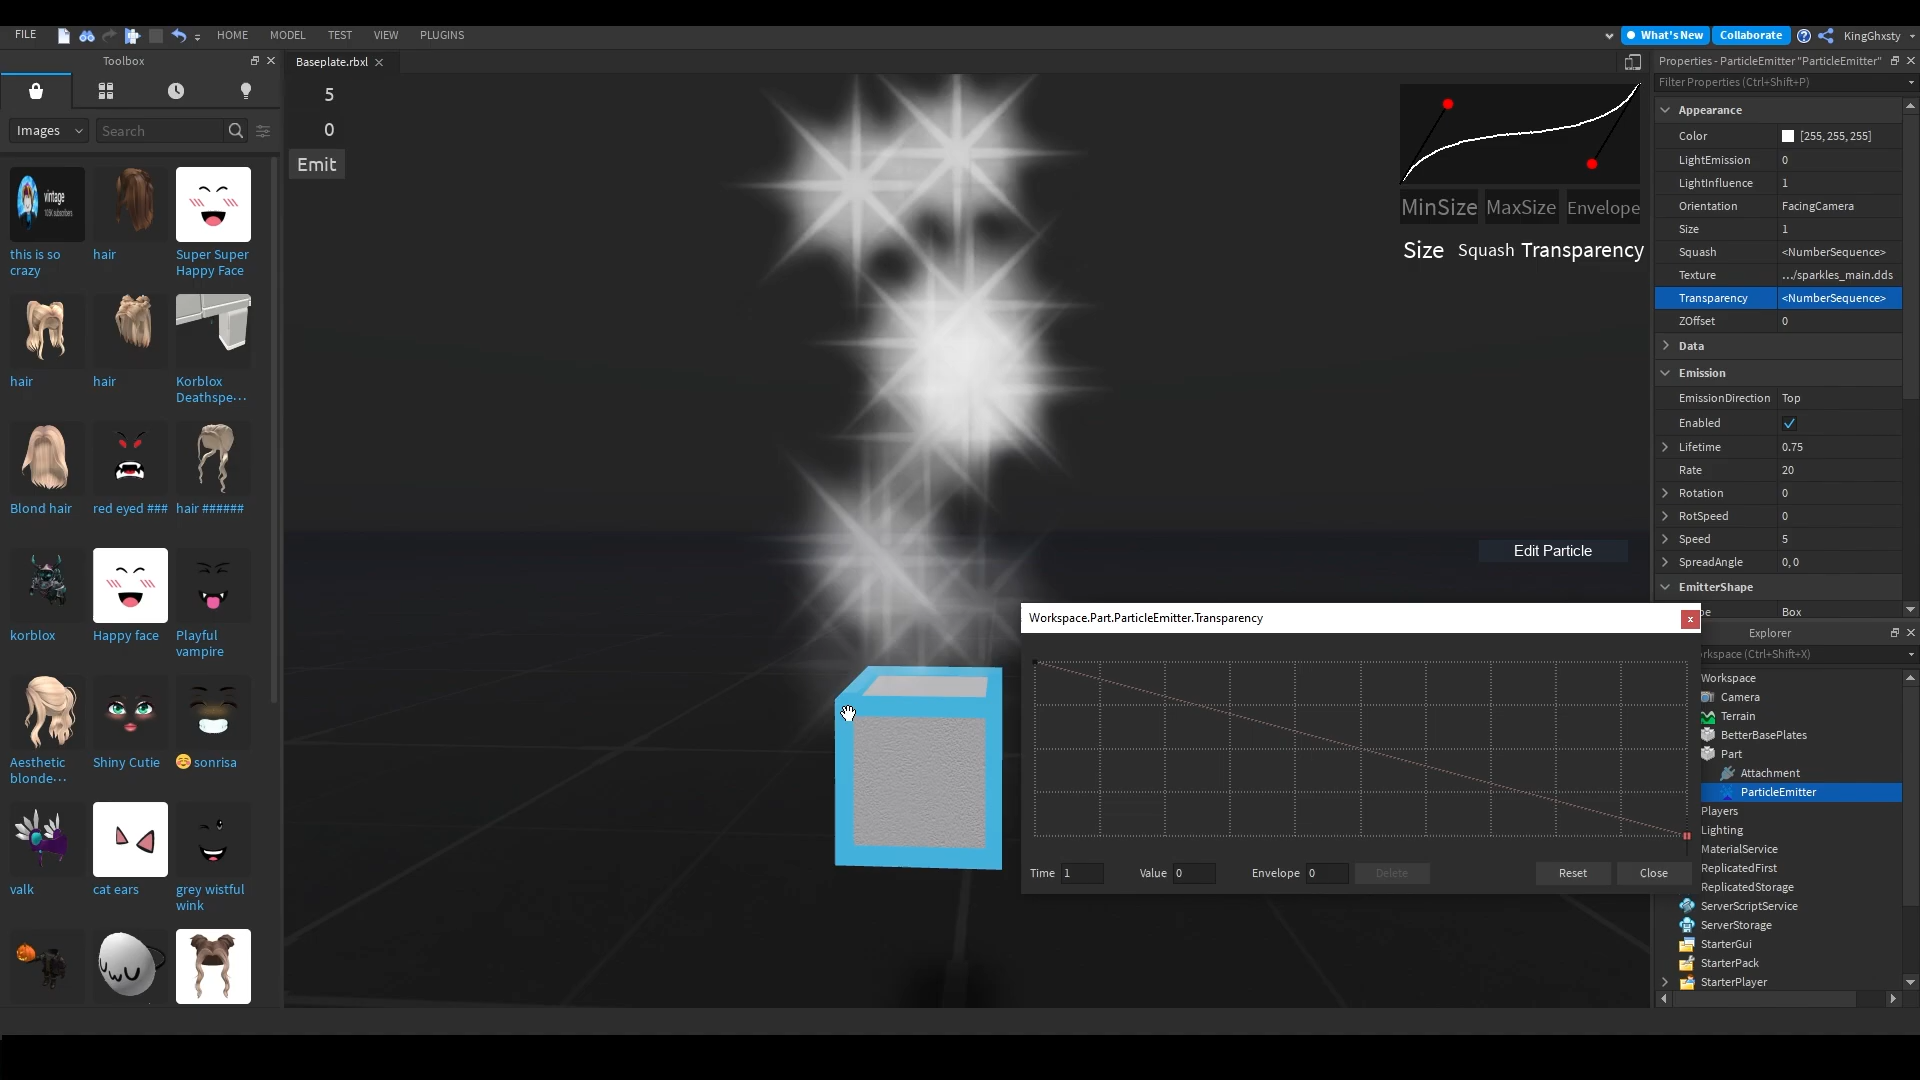 FILE
HOME
MODEL
TEST
VIEW
PLUGINS
What's New
Collaborate
KingGhxsty
Toolbox
Images
Search
vintage
this is so
crazy
hair
Super Super
Happy Face
hair
hair
Korblox
Deathspe···
Blond hair
red eyed ###
hair ######
korblox
Happy face
Playful
vampire
Aesthetic
blonde···
Shiny Cutie
sonrisa
valk
cat ears
grey wistful
wink
Baseplate.rbxl
5
0
Emit
MinSize MaxSize Envelope
Size Squash Transparency
Edit Particle
Workspace.Part.ParticleEmitter.Transparency
Time 1 Value 0 Envelope 0 Delete Reset Close
Properties - ParticleEmitter "ParticleEmitter"
Filter Properties (Ctrl+Shift+P)
Appearance
Color [255, 255, 255]
LightEmission 0
LightInfluence 1
Orientation FacingCamera
Size 1
Squash <NumberSequence>
Texture .../sparkles_main.dds
Transparency <NumberSequence>
ZOffset 0
Data
Emission
EmissionDirection Top
Enabled
Lifetime 0.75
Rate 20
Rotation 0
RotSpeed 0
Speed 5
SpreadAngle 0, 0
EmitterShape
pe Box
Explorer
rkspace (Ctrl+Shift+X)
Workspace
Camera
Terrain
BetterBasePlates
Part
Attachment
ParticleEmitter
Players
Lighting
MaterialService
ReplicatedFirst
ReplicatedStorage
ServerScriptService
ServerStorage
StarterGui
StarterPack
StarterPlayer